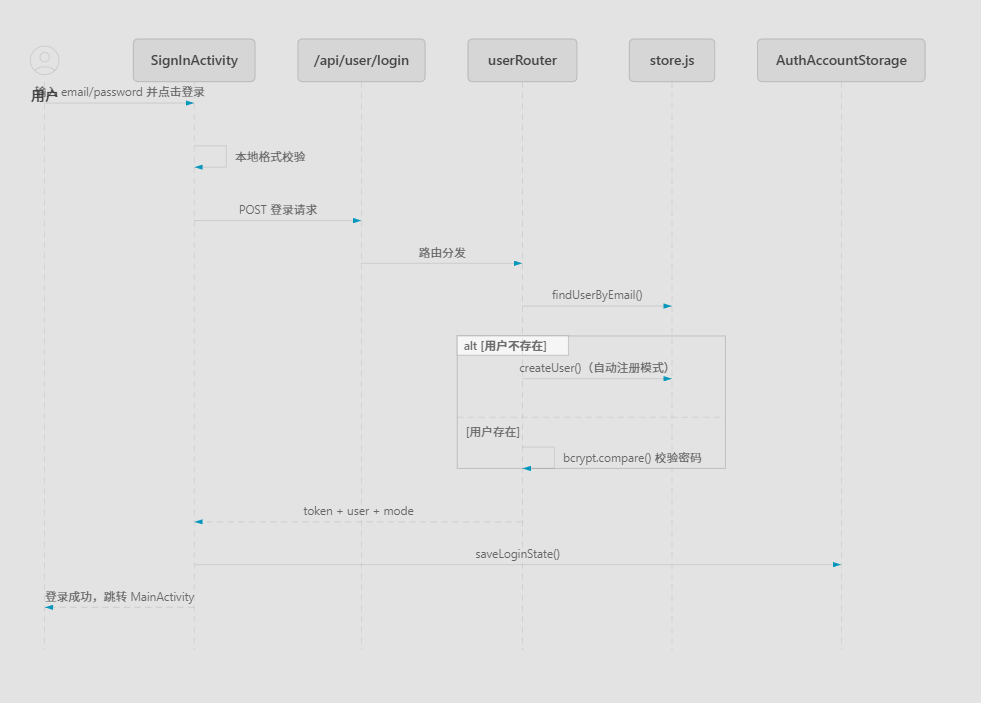 SignInActivity
/api/user/login
userRouter
store.js
AuthAccountStorage
用户
输入 email/password 并点击登录
本地格式校验
POST 登录请求
路由分发
findUserByEmail()
alt [用户不存在]
createUser()（自动注册模式）
[用户存在]
bcrypt.compare() 校验密码
token + user + mode
saveLoginState()
登录成功，跳转 MainActivity